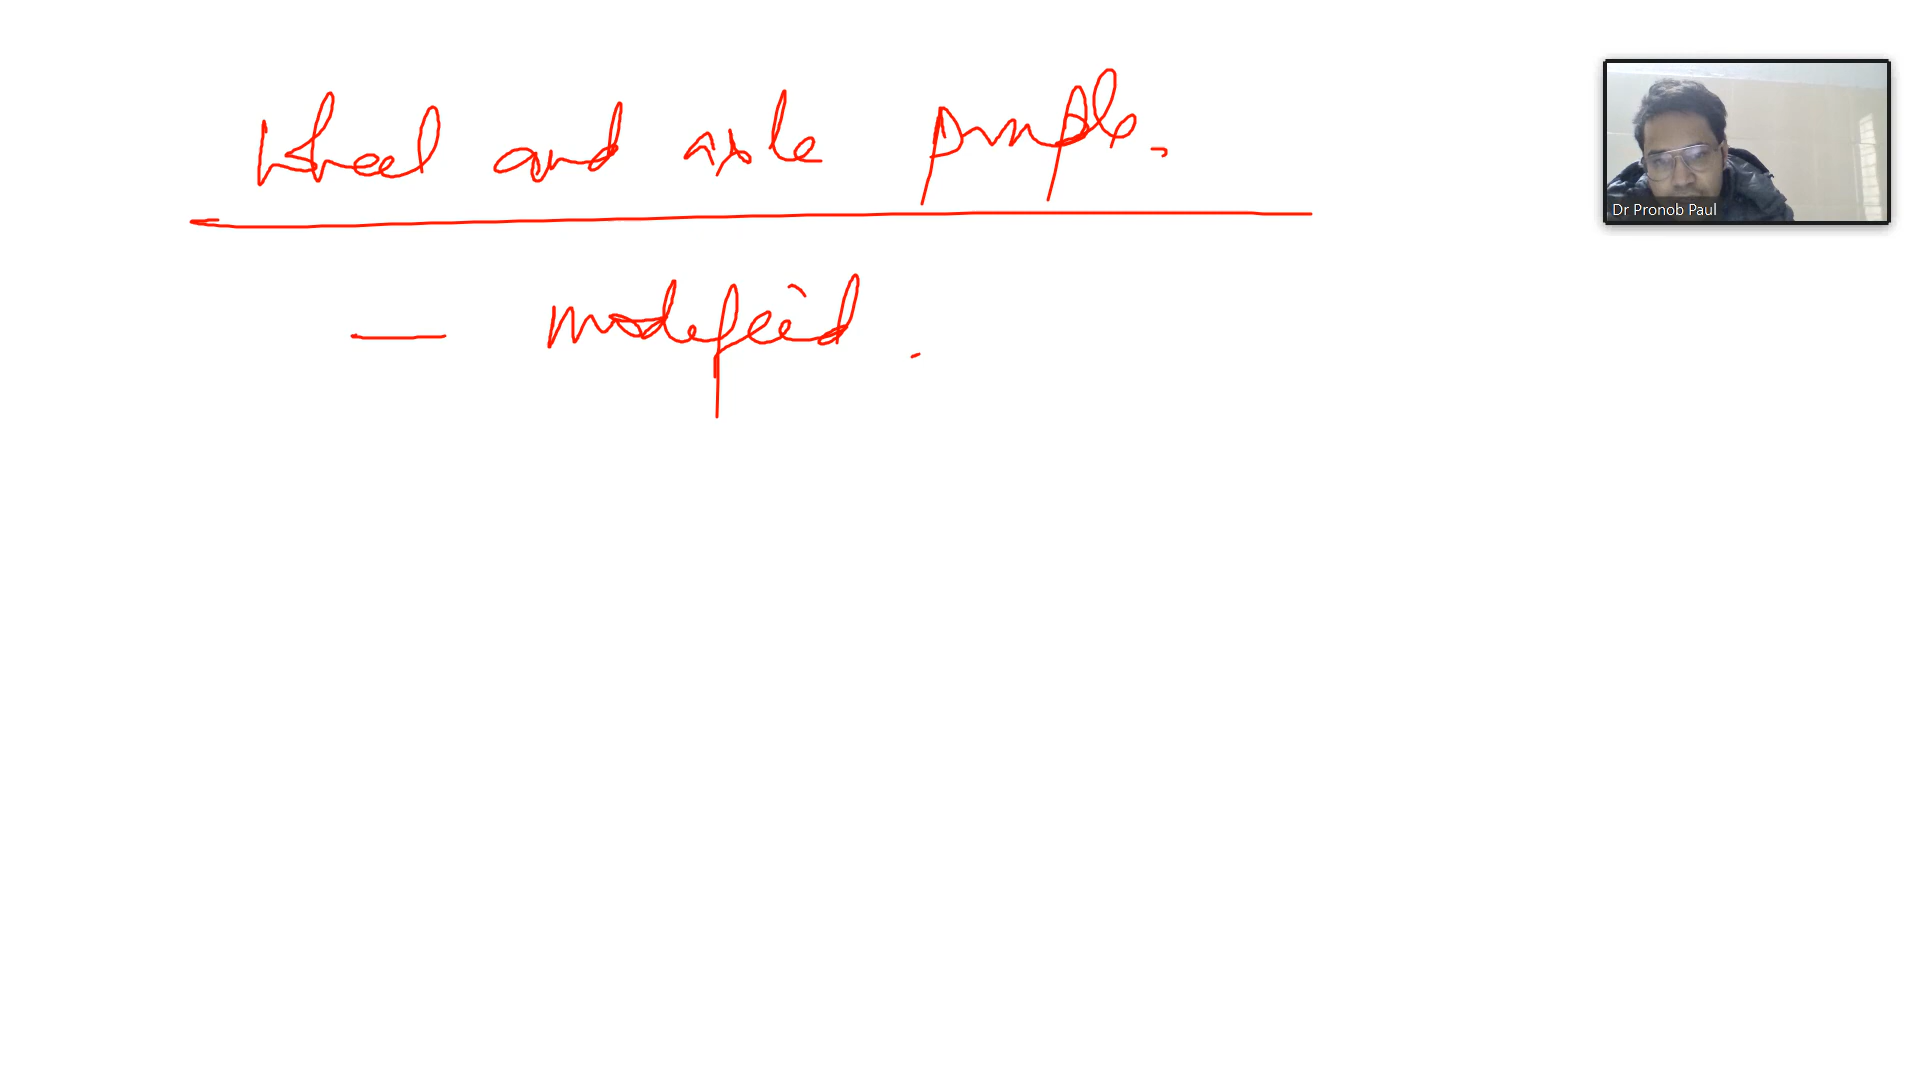 Wheel and axle principle.
— modified.
Dr Pronob Paul